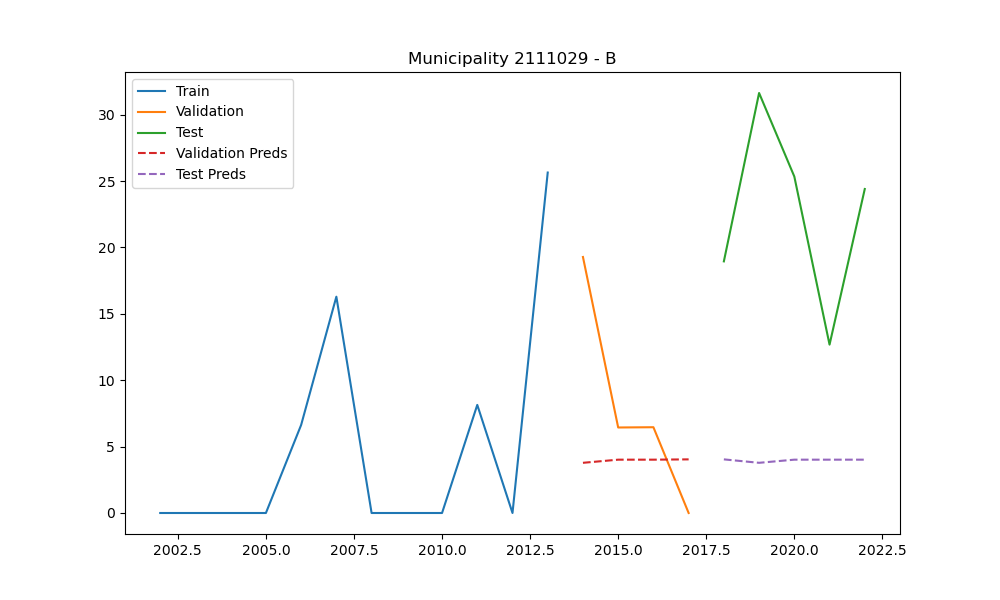 Municipality 2111029 - B
Train
Validation
Test
Validation Preds
Test Preds
30
25
20
15
10
5
0
2002.5 2005.0 2007.5 2010.0 2012.5 2015.0 2017.5 2020.0 2022.5